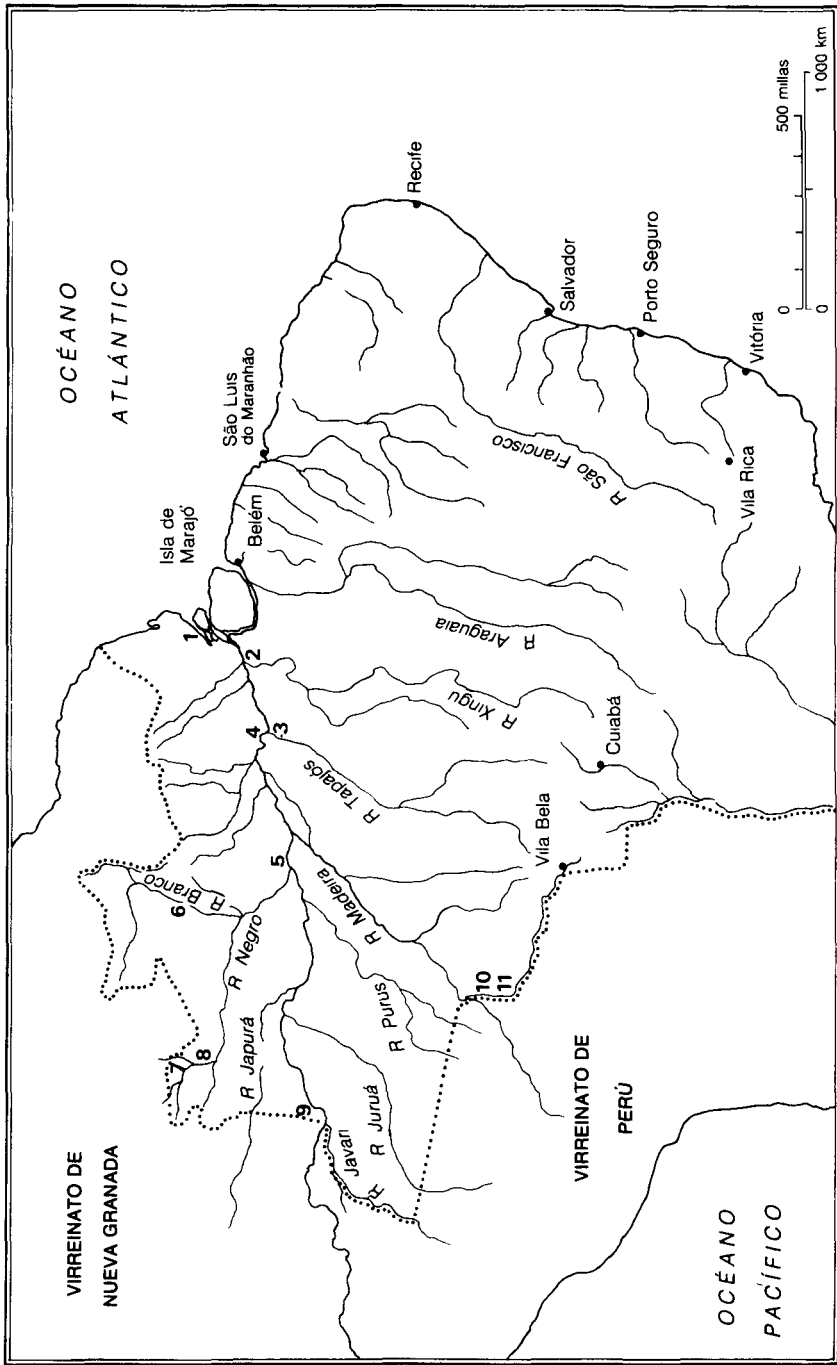 OCÉANO
ATLÁNTICO
VIRREINATO DE
NUEVA GRANADA
VIRREINATO DE
PERÚ
OCÉANO
PACÍFICO
Isla de
Marajó
Belém
São Luis
do Maranhão
Recife
Salvador
Porto Seguro
Vitória
Vila Rica
Cuiabá
Vila Bela
R São Francisco
R Araguaia
R Xingu
R Tapajós
R Madeira
R Purus
R Juruá
R Javari
R Japurá
R Negro
R Branco
1
2
3
4
5
6
7
8
9
10
11
0 500 millas
0 1 000 km